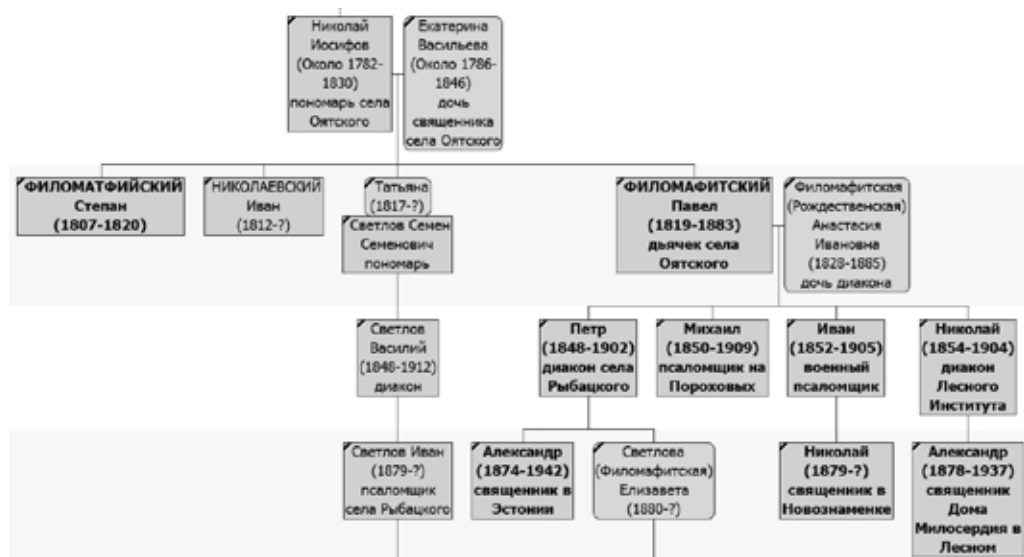 Николай
Иосифов
(Около 1782-
1830)
пономарь села
Оятского
Екатерина
Васильева
(Около 1786-
1846)
дочь
священника
села Оятского
ФИЛОМАТФИЙСКИЙ
Степан
(1807-1820)
НИКОЛАЕВСКИЙ
Иван
(1812-?)
Татьяна
(1817-?)
Светлов Семен
Семенович
пономарь
ФИЛОМАФИТСКИЙ
Павел
(1819-1883)
дьячек села
Оятского
Филомафитская
(Рождественская)
Анастасия
Ивановна
(1828-1885)
дочь диакона
Светлов
Василий
(1848-1912)
диакон
Петр
(1848-1902)
диакон села
Рыбацкого
Михаил
(1850-1909)
псаломщик на
Пороховых
Иван
(1852-1905)
военный
псаломщик
Николай
(1854-1904)
диакон
Лесного
Института
Светлов Иван
(1879-?)
псаломщик
села Рыбацкого
Александр
(1874-1942)
священник в
Эстонии
Светлова
(Филомафитская)
Елизавета
(1880-?)
Николай
(1879-?)
священник в
Новознаменке
Александр
(1878-1937)
священник
Дома
Милосердия в
Лесном